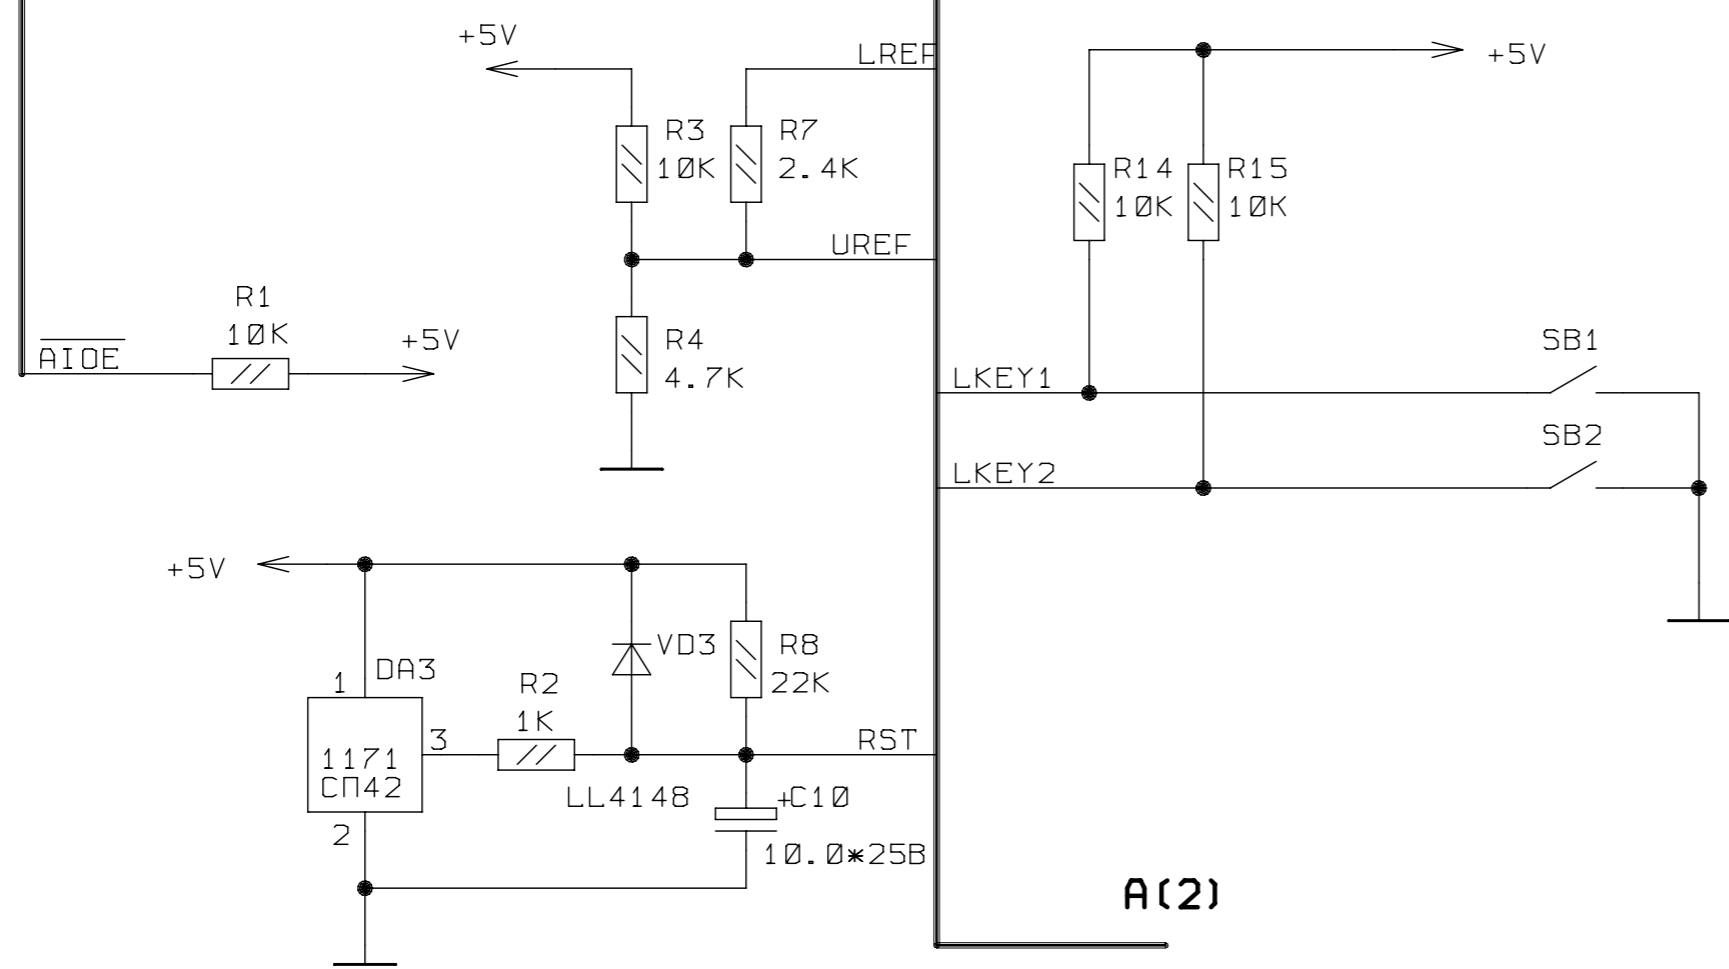 +5V
LREF
+5V
R3
10K
R7
2.4K
R14
10K
R15
10K
UREF
R1
10K
+5V
AIOE
R4
4.7K
SB1
LKEY1
SB2
LKEY2
+5V
DA3
1
VD3
R8
22K
R2
1K
3
RST
1171
СП42
2
LL4148
+C10
10.0*25В
A(2)